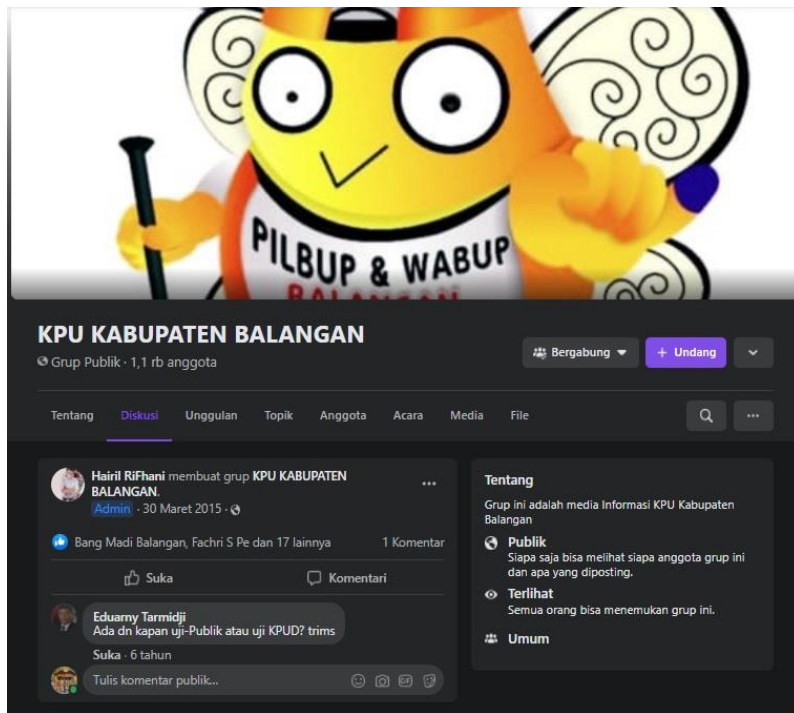 PILBUP & WABUP
BALANGAN
KPU KABUPATEN BALANGAN
Grup Publik · 1,1 rb anggota
Bergabung
+ Undang
Tentang Diskusi Unggulan Topik Anggota Acara Media File
Hairil RiFhani membuat grup KPU KABUPATEN
BALANGAN.
Admin · 30 Maret 2015 ·
Bang Madi Balangan, Fachri S Pe dan 17 lainnya 1 Komentar
Suka Komentari
Eduarny Tarmidji
Ada dn kapan uji-Publik atau uji KPUD? trims
Suka · 6 tahun
Tulis komentar publik...
GIF
Tentang
Grup ini adalah media Informasi KPU Kabupaten
Balangan
Publik
Siapa saja bisa melihat siapa anggota grup ini
dan apa yang diposting.
Terlihat
Semua orang bisa menemukan grup ini.
Umum